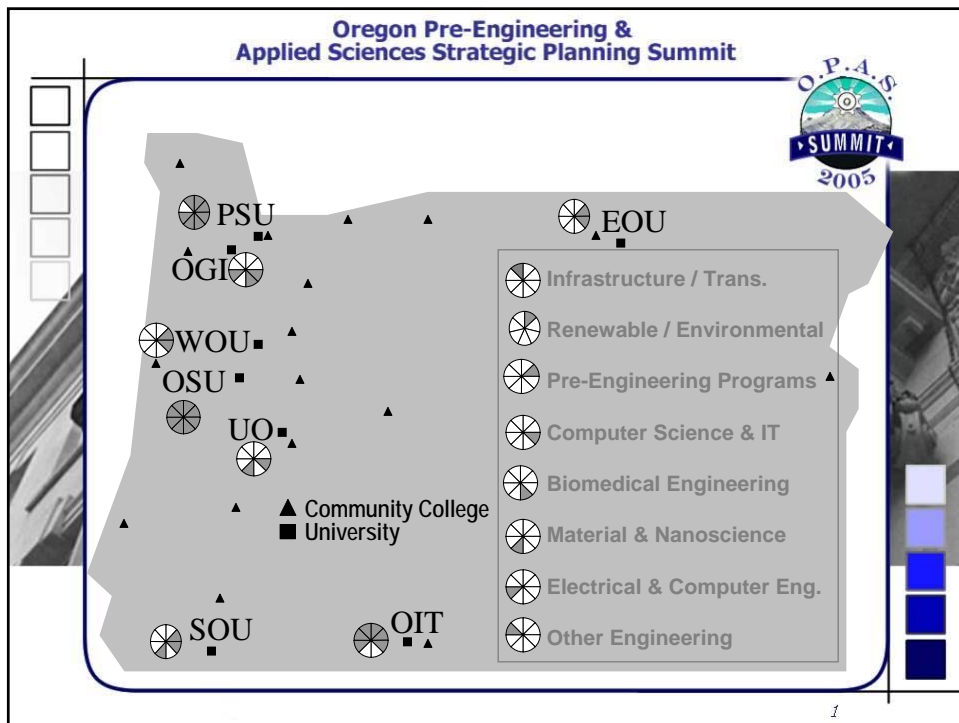 Oregon Pre-Engineering &
Applied Sciences Strategic Planning Summit
O.P.A.S.
SUMMIT
2005
PSU
EOU
OGI
Infrastructure / Trans.
Renewable / Environmental
WOU
Pre-Engineering Programs
OSU
Computer Science & IT
UO
Biomedical Engineering
▲ Community College
■ University
Material & Nanoscience
Electrical & Computer Eng.
SOU
OIT
Other Engineering
1